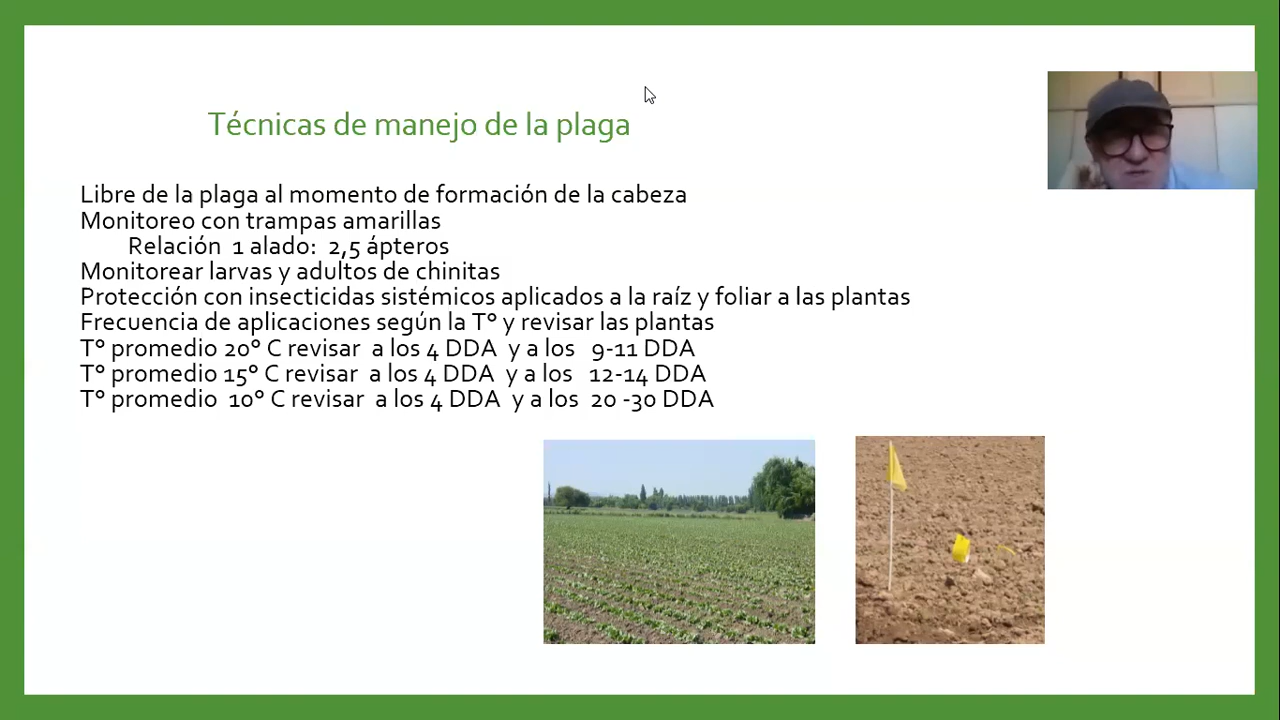 Técnicas de manejo de la plaga
Libre de la plaga al momento de formación de la cabeza
Monitoreo con trampas amarillas
Relación 1 alado: 2,5 ápteros
Monitorear larvas y adultos de chinitas
Protección con insecticidas sistémicos aplicados a la raíz y foliar a las plantas
Frecuencia de aplicaciones según la T° y revisar las plantas
T° promedio 20° C revisar a los 4 DDA y a los 9-11 DDA
T° promedio 15° C revisar a los 4 DDA y a los 12-14 DDA
T° promedio 10° C revisar a los 4 DDA y a los 20 -30 DDA